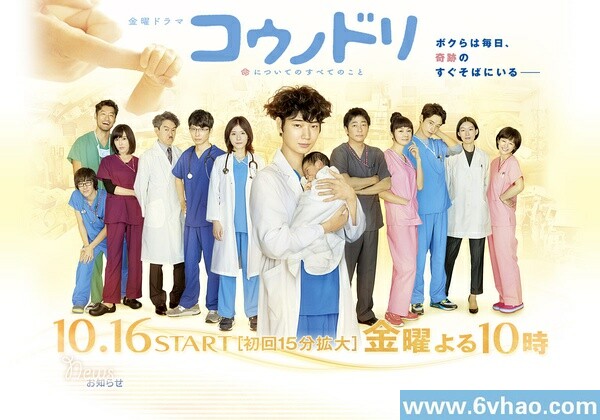 金曜ドラマ
コウノドリ
命についてのすべてのこと
ボクらは毎日、
奇跡の
すぐそばにいる——
10.16 START [初回15分拡大] 金曜よる10時
News
お知らせ
www.6vhao.com